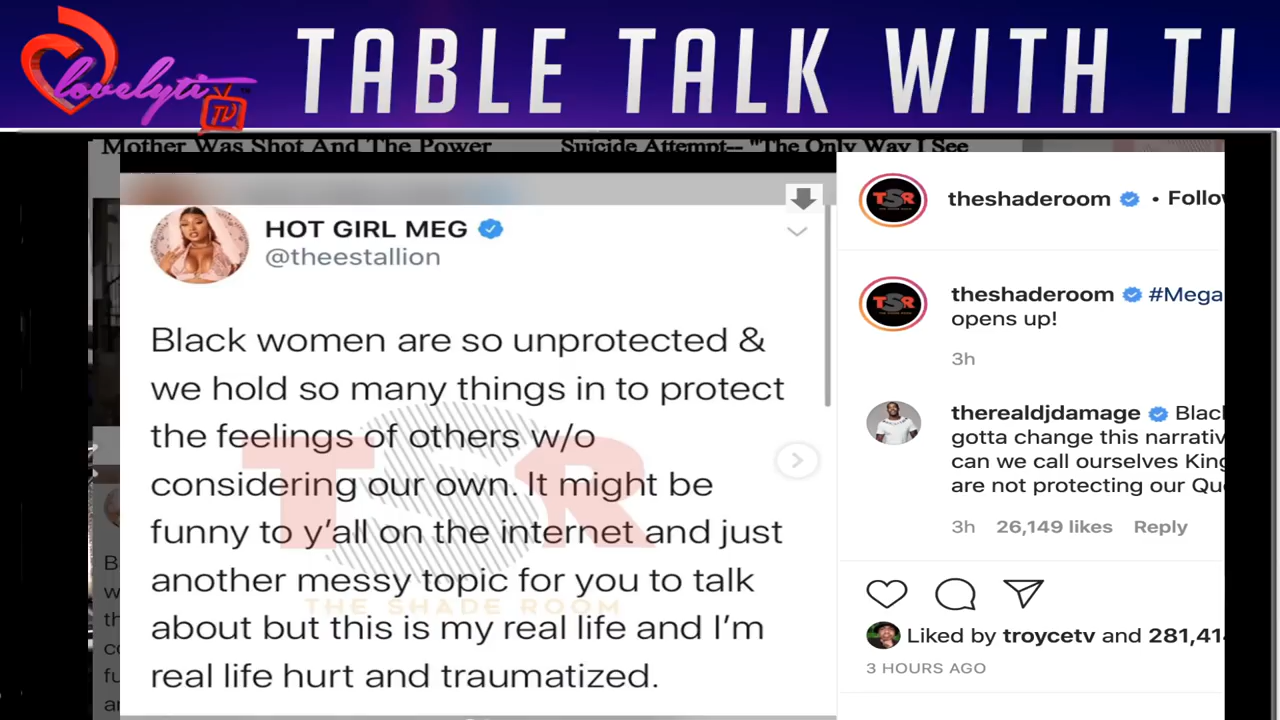 lovelyti TV
TABLE TALK WITH TI
Mother Was Shot And The Power
Suicide Attempt-- "The Only Way I See
HOT GIRL MEG
@theestallion
Black women are so unprotected &
we hold so many things in to protect
the feelings of others w/o
considering our own. It might be
funny to y'all on the internet and just
another messy topic for you to talk
about but this is my real life and I'm
real life hurt and traumatized.
TSR
THE SHADE ROOM
TSR
theshaderoom • Follow
TSR
theshaderoom #Mega
opens up!
3h
therealdjdamage Black
gotta change this narrativ
can we call ourselves King
are not protecting our Qu
3h 26,149 likes Reply
Liked by troycetv and 281,41
3 HOURS AGO